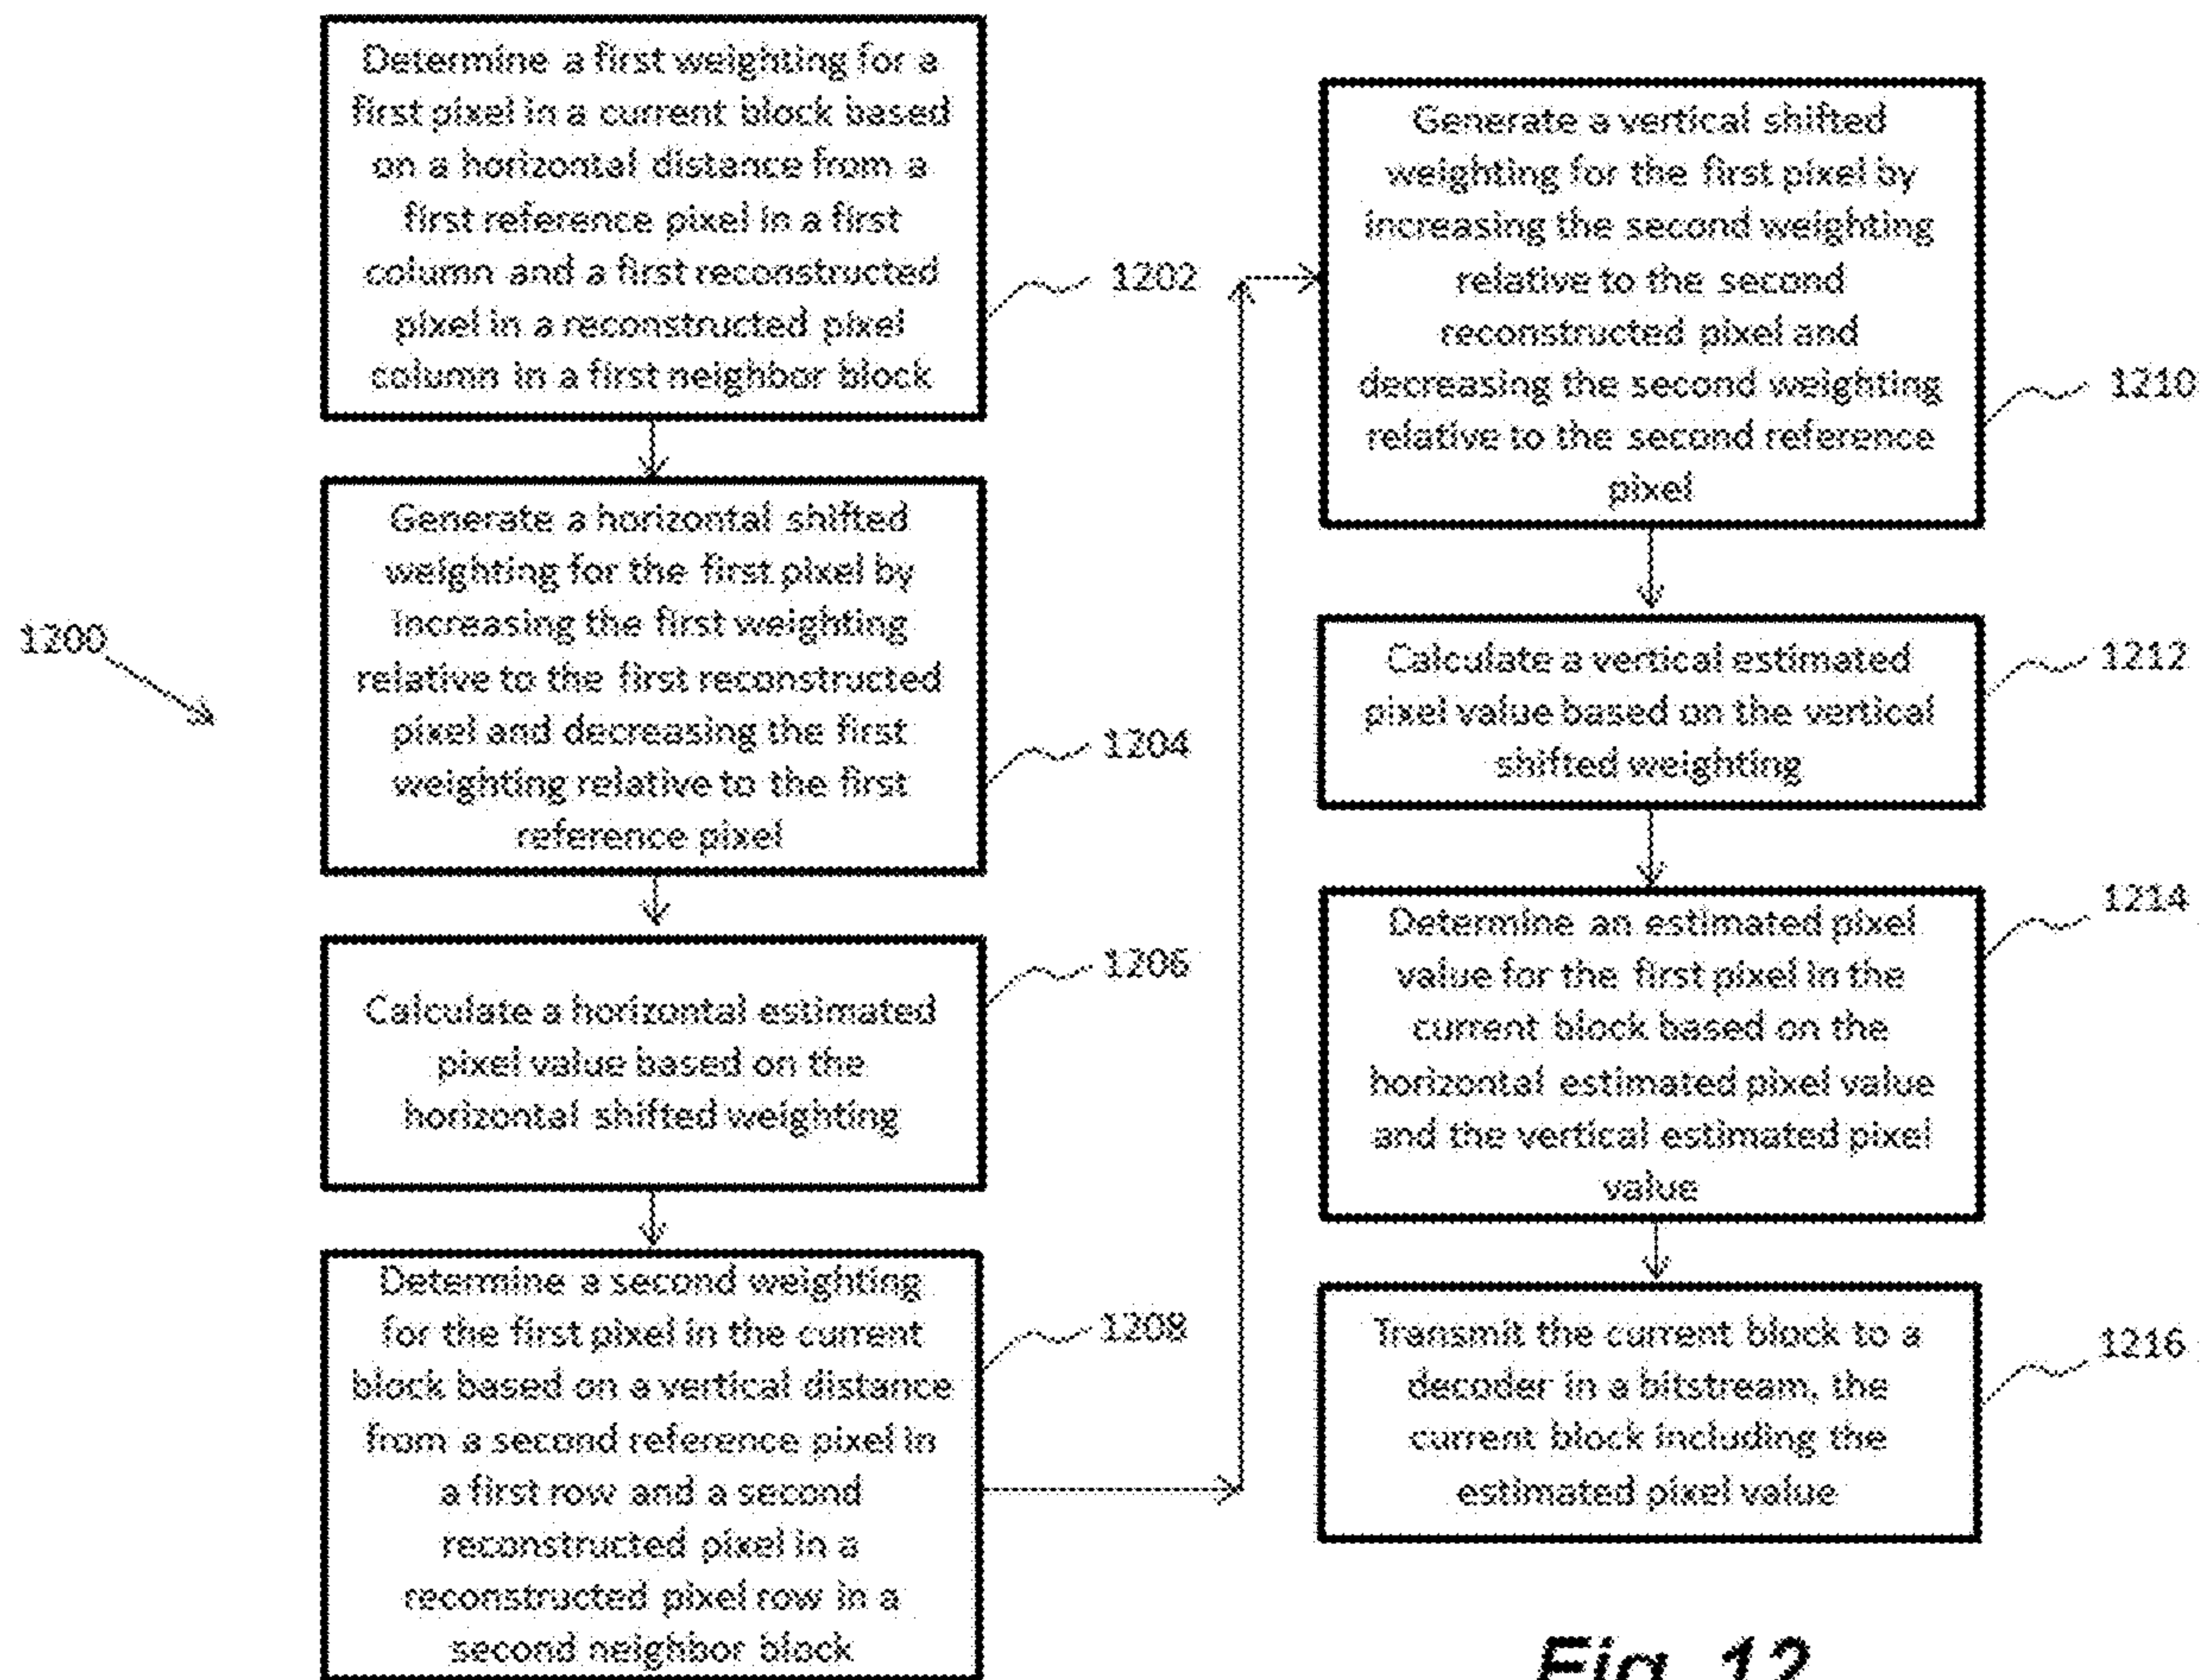 1200
Determine a first weighting for a
first pixel in a current block based
on a horizontal distance from a
first reference pixel in a first
column and a first reconstructed
pixel in a reconstructed pixel
column in a first neighbor block
1202
Generate a horizontal shifted
weighting for the first pixel by
increasing the first weighting
relative to the first reconstructed
pixel and decreasing the first
weighting relative to the first
reference pixel
1204
Calculate a horizontal estimated
pixel value based on the
horizontal shifted weighting
1206
Determine a second weighting
for the first pixel in the current
block based on a vertical distance
from a second reference pixel in
a first row and a second
reconstructed pixel in a
reconstructed pixel row in a
second neighbor block
1208
Generate a vertical shifted
weighting for the first pixel by
increasing the second weighting
relative to the second
reconstructed pixel and
decreasing the second weighting
relative to the second reference
pixel
1210
Calculate a vertical estimated
pixel value based on the vertical
shifted weighting
1212
Determine an estimated pixel
value for the first pixel in the
current block based on the
horizontal estimated pixel value
and the vertical estimated pixel
value
1214
Transmit the current block to a
decoder in a bitstream, the
current block including the
estimated pixel value
1216
Fig. 12